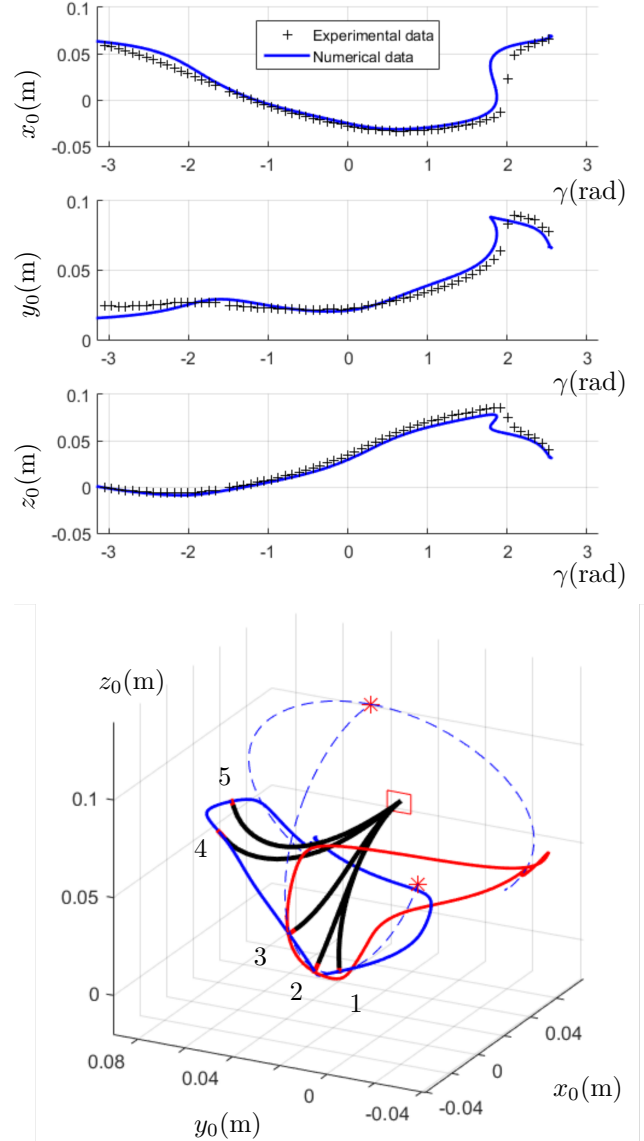 0.1
0.05
0
-0.05
x₀(m)
Experimental data
Numerical data
-3 -2 -1 0 1 2 3
γ(rad)
0.1
0.05
0
y₀(m)
-3 -2 -1 0 1 2 3
γ(rad)
0.1
0.05
0
-0.05
z₀(m)
-3 -2 -1 0 1 2 3
γ(rad)
z₀(m)
0.1
0.05
0
5
4
3
2
1
0.08
0.04
0
-0.04
y₀(m)
-0.04
0
0.04
x₀(m)